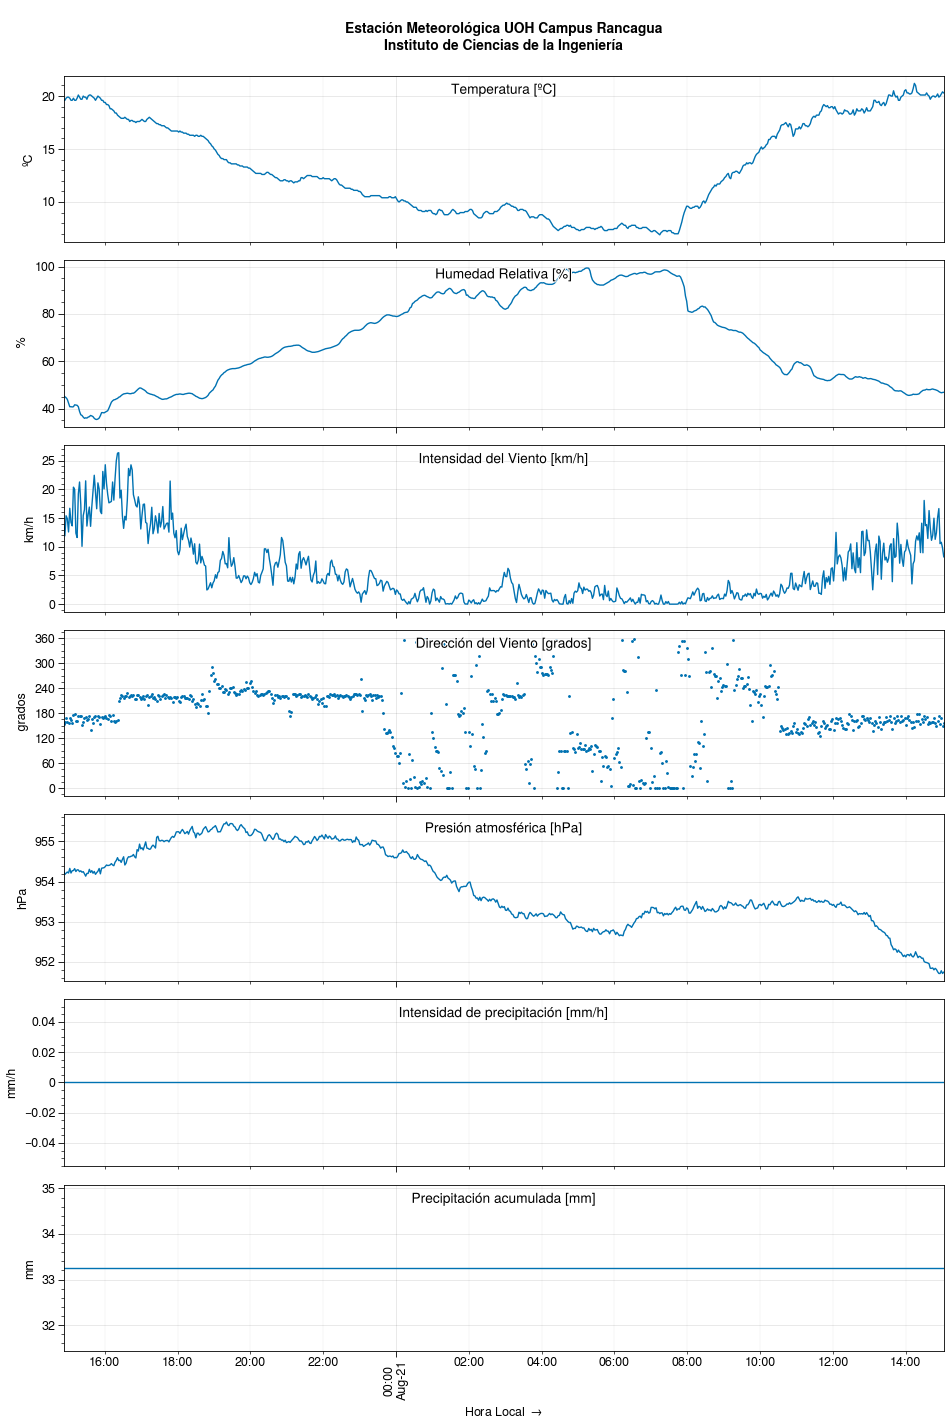 Estación Meteorológica UOH Campus Rancagua
Instituto de Ciencias de la Ingeniería
Temperatura [ºC]
ºC
20
15
10
Humedad Relativa [%]
%
100
80
60
40
Intensidad del Viento [km/h]
km/h
25
20
15
10
5
0
Dirección del Viento [grados]
grados
360
300
240
180
120
60
0
Presión atmosférica [hPa]
hPa
955
954
953
952
Intensidad de precipitación [mm/h]
mm/h
0.04
0.02
0
−0.02
−0.04
Precipitación acumulada [mm]
mm
35
34
33
32
16:00 18:00 20:00 22:00 00:00 02:00 04:00 06:00 08:00 10:00 12:00 14:00
Aug-21
Hora Local →